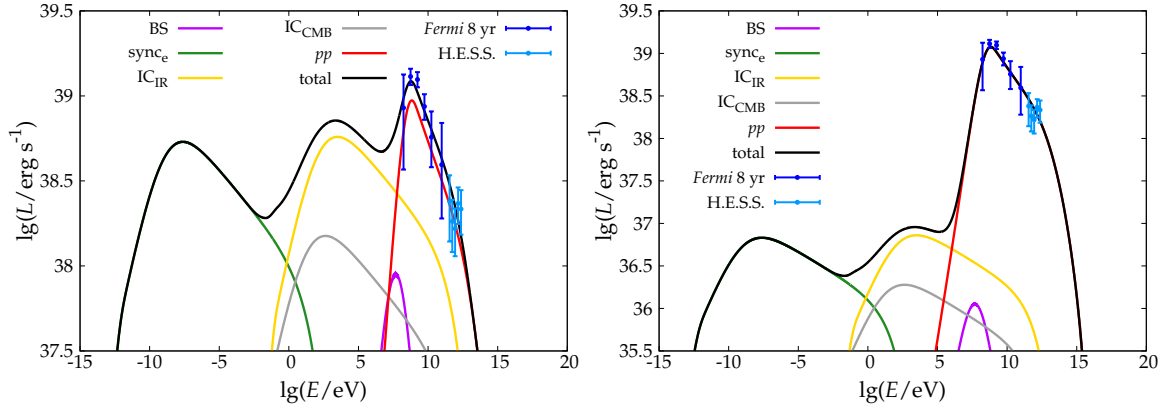 39.5
39
38.5
38
37.5
lg(L/erg s⁻¹)
BS
sync_e
IC_IR
IC_CMB
pp
total
Fermi 8 yr
H.E.S.S.
-15 -10 -5 0 5 10 15 20
lg(E/eV)
39.5
39
38.5
38
37.5
37
36.5
36
35.5
lg(L/erg s⁻¹)
BS
sync_e
IC_IR
IC_CMB
pp
total
Fermi 8 yr
H.E.S.S.
-15 -10 -5 0 5 10 15 20
lg(E/eV)